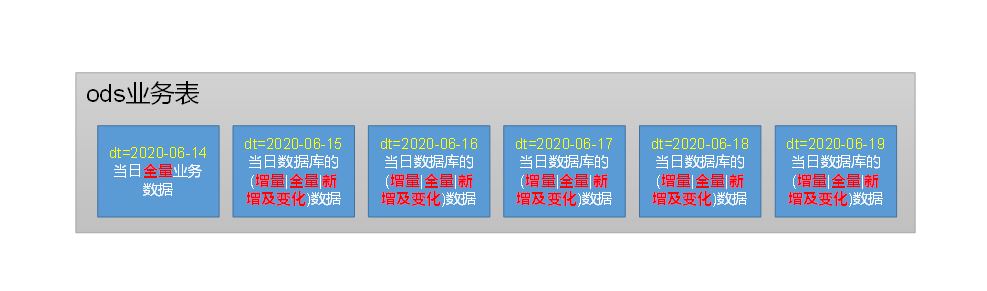 ods业务表
dt=2020-06-14
当日全量业务
数据
dt=2020-06-15
当日数据库的
(增量|全量|新
增及变化)数据
dt=2020-06-16
当日数据库的
(增量|全量|新
增及变化)数据
dt=2020-06-17
当日数据库的
(增量|全量|新
增及变化)数据
dt=2020-06-18
当日数据库的
(增量|全量|新
增及变化)数据
dt=2020-06-19
当日数据库的
(增量|全量|新
增及变化)数据